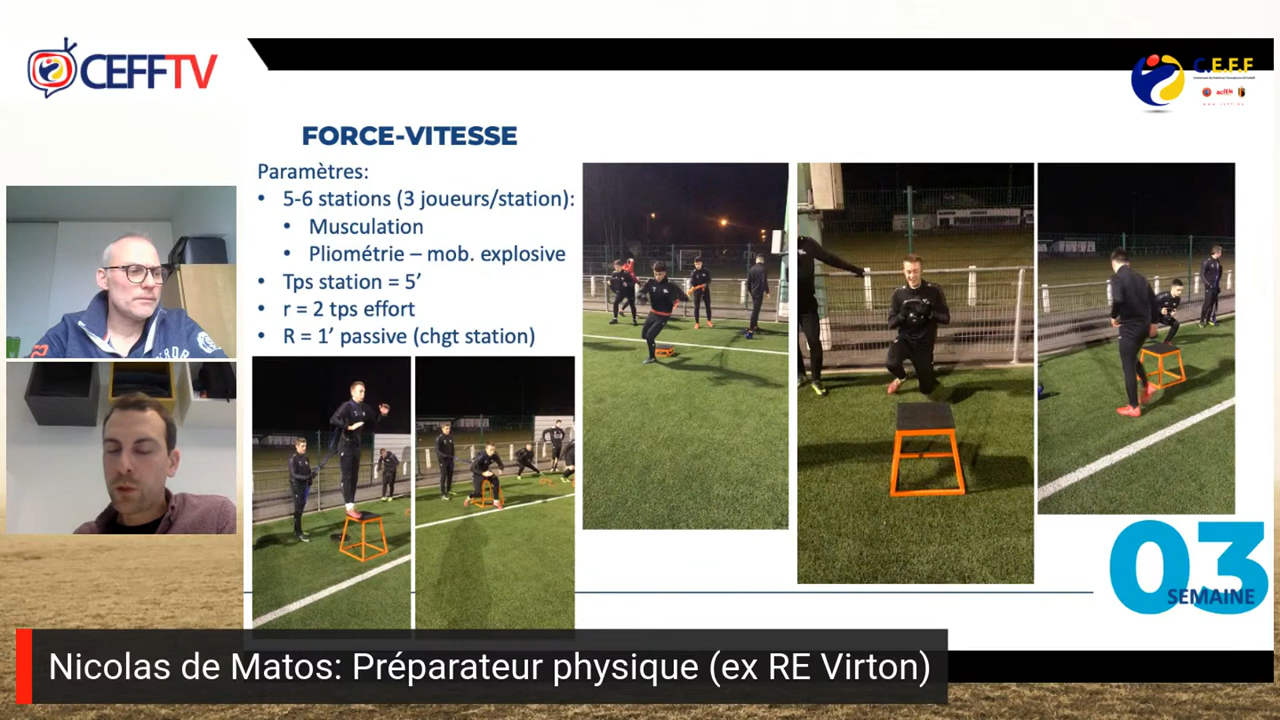 CEFFTV
C.E.F.F
acffbl
FORCE-VITESSE
Paramètres:
• 5-6 stations (3 joueurs/station):
• Musculation
• Pliométrie – mob. explosive
• Tps station = 5’
• r = 2 tps effort
• R = 1’ passive (chgt station)
03
SEMAINE
Nicolas de Matos: Préparateur physique (ex RE Virton)